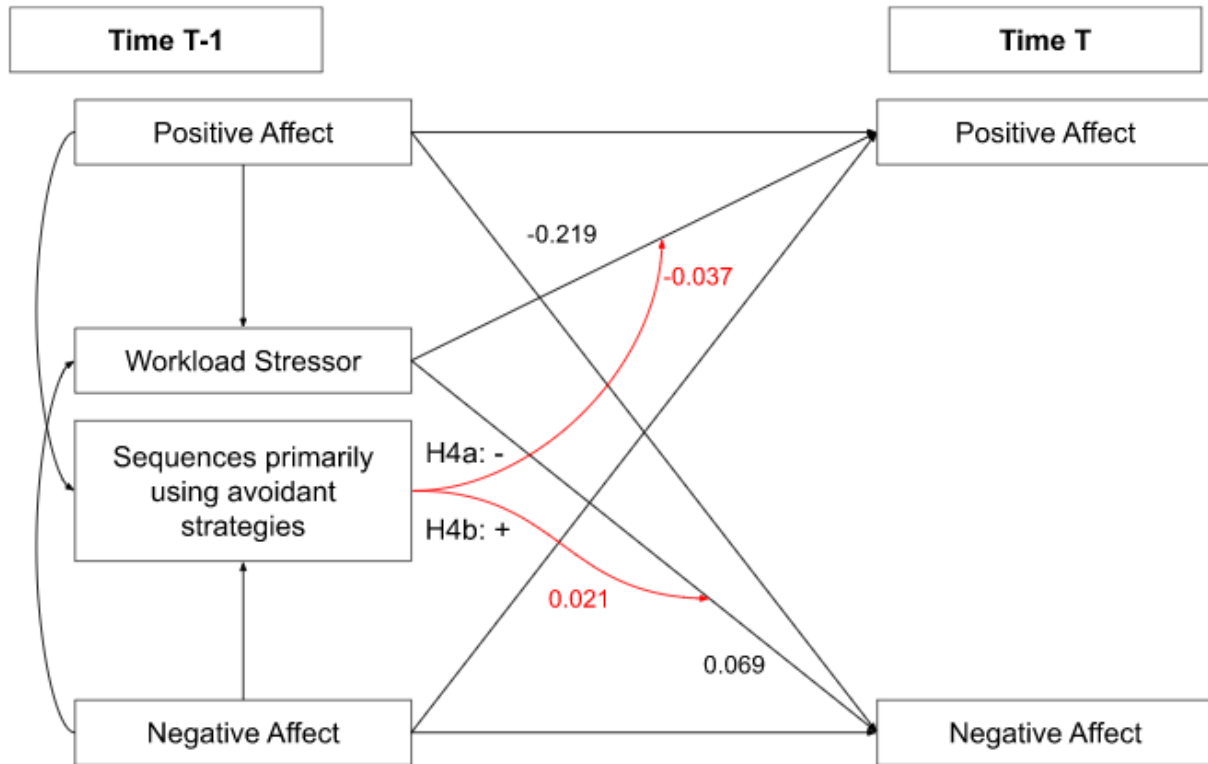 Time T-1
Time T
Positive Affect
Positive Affect
-0.219
-0.037
Workload Stressor
Sequences primarily
using avoidant
strategies
H4a: -
H4b: +
0.021
0.069
Negative Affect
Negative Affect